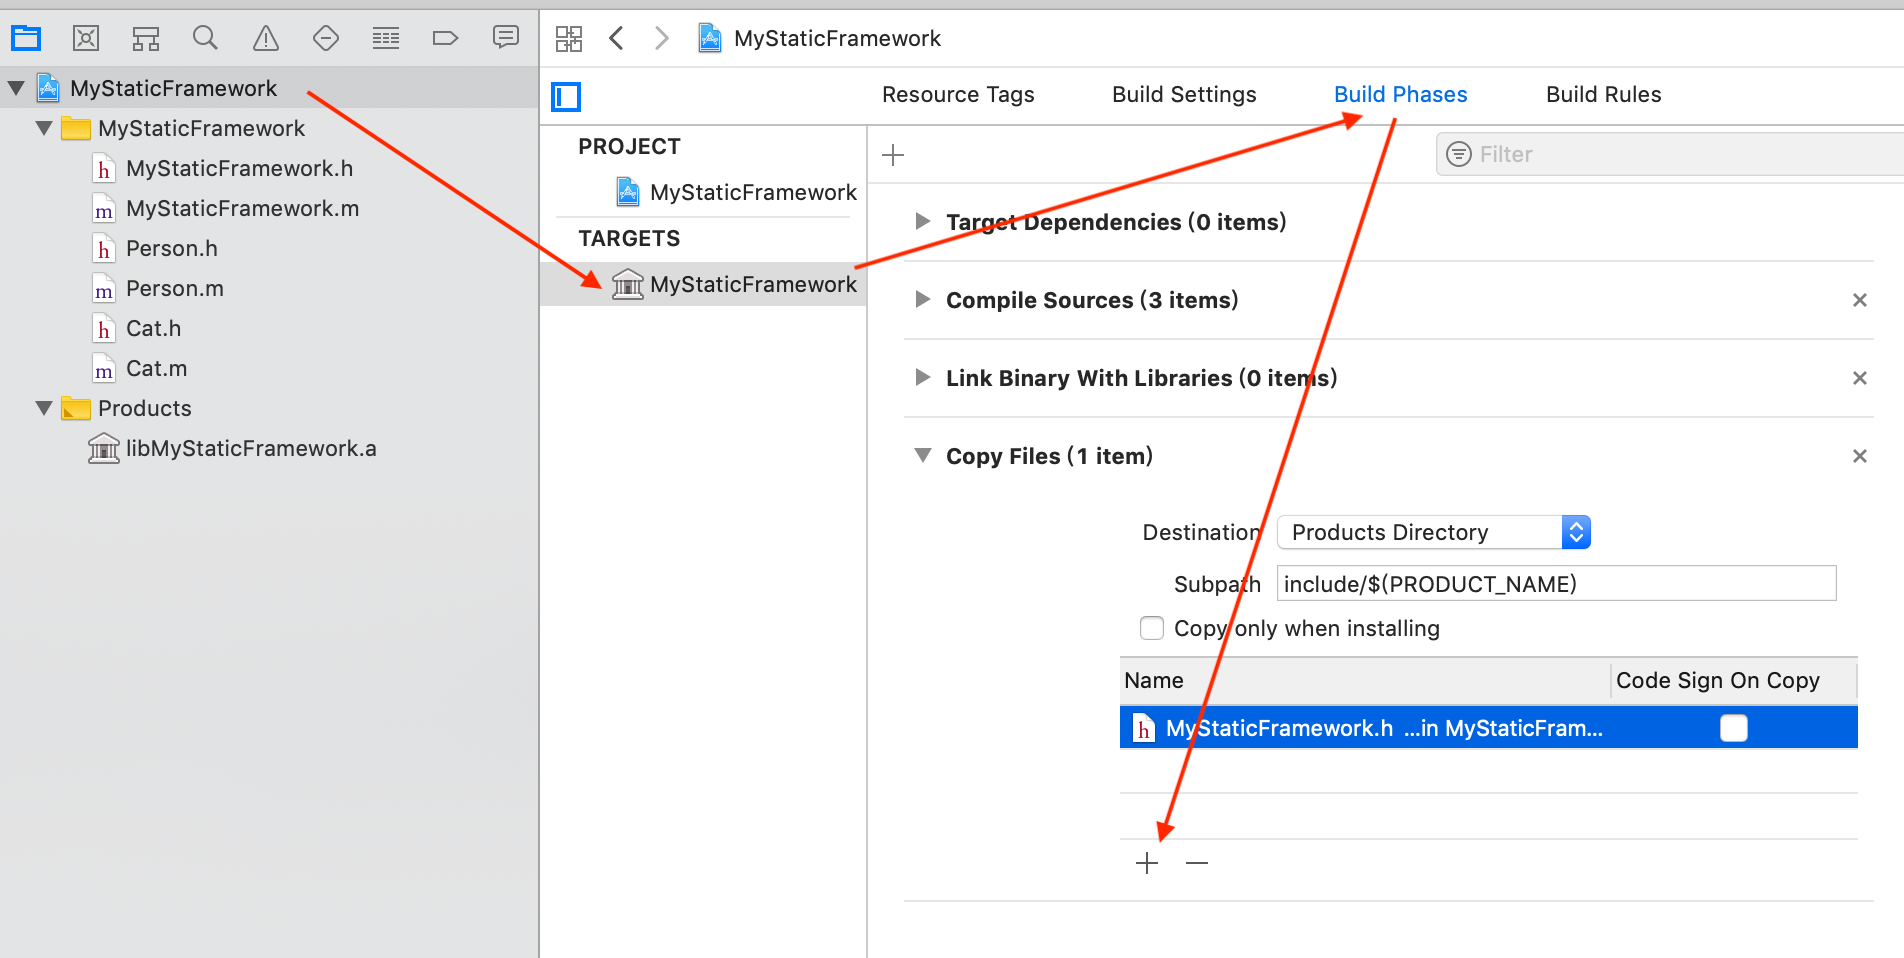 MyStaticFramework
MyStaticFramework
MyStaticFramework.h
MyStaticFramework.m
Person.h
Person.m
Cat.h
Cat.m
Products
libMyStaticFramework.a
MyStaticFramework
Resource Tags
Build Settings
Build Phases
Build Rules
PROJECT
MyStaticFramework
TARGETS
MyStaticFramework
Filter
Target Dependencies (0 items)
Compile Sources (3 items)
Link Binary With Libraries (0 items)
Copy Files (1 item)
Destination Products Directory
Subpath include/$(PRODUCT_NAME)
Copy only when installing
Name Code Sign On Copy
MyStaticFramework.h ...in MyStaticFram...